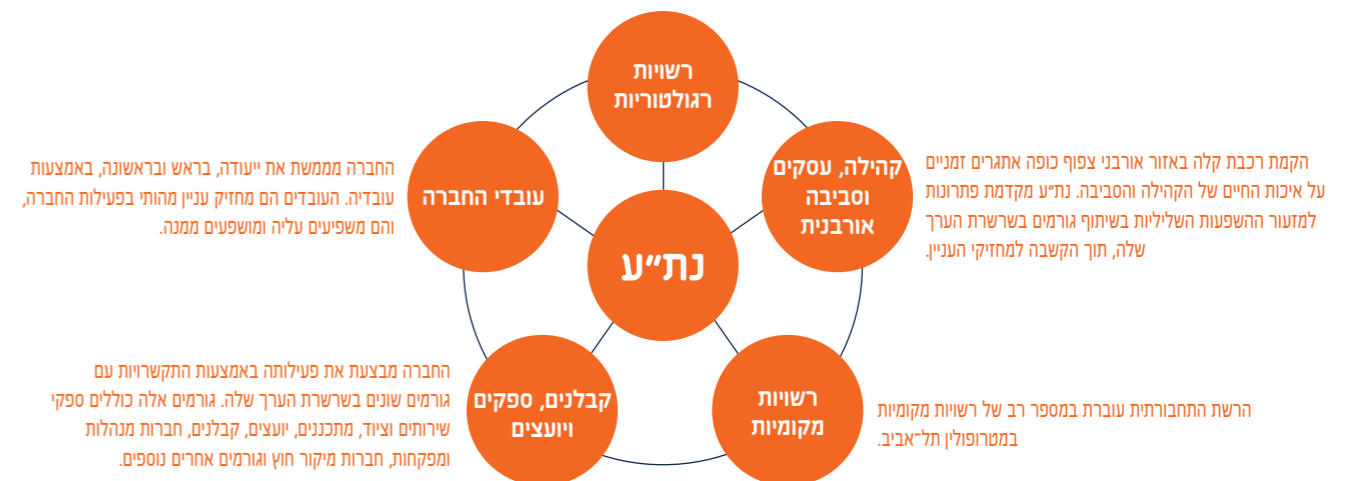 רשויות
רגולטוריות
קהילה, עסקים
וסביבה
אורבנית
הקמת רכבת קלה באזור אורבני צפוף כופה אתגרים זמניים
על איכות החיים של הקהילה והסביבה. נת״ע מקדמת פתרונות
למזעור ההשפעות השליליות בשיתוף גורמים בשרשרת הערך
שלה, תוך הקשבה למחזיקי העניין.
עובדי החברה
החברה מממשת את ייעודה, בראש ובראשונה, באמצעות
עובדיה. העובדים הם מחזיק עניין מהותי בפעילות החברה,
והם משפיעים עליה ומושפעים ממנה.
נת״ע
רשויות
מקומיות
הרשת התחבורתית עוברת במספר רב של רשויות מקומיות
במטרופולין תל־אביב.
קבלנים, ספקים
ויועצים
החברה מבצעת את פעילותה באמצעות התקשרויות עם
גורמים שונים בשרשרת הערך שלה. גורמים אלה כוללים ספקי
שירותים וציוד, מתכננים, יועצים, קבלנים, חברות מנהלות
ומפקחות, חברות מיקור חוץ וגורמים אחרים נוספים.